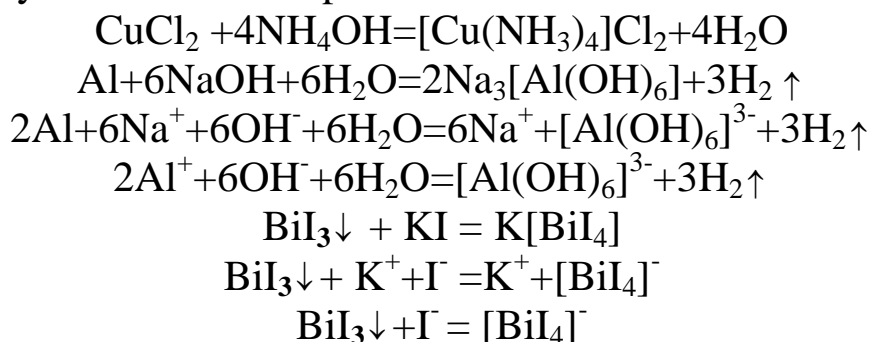 CuCl₂ +4NH₄OH=[Cu(NH₃)₄]Cl₂+4H₂O
Al+6NaOH+6H₂O=2Na₃[Al(OH)₆]+3H₂ ↑
2Al+6Na⁺+6OH⁻+6H₂O=6Na⁺+[Al(OH)₆]³⁻+3H₂↑
2Al⁺+6OH⁻+6H₂O=[Al(OH)₆]³⁻+3H₂↑
BiI₃↓ + KI = K[BiI₄]
BiI₃↓+ K⁺+I⁻ =K⁺+[BiI₄]⁻
BiI₃↓+I⁻ = [BiI₄]⁻